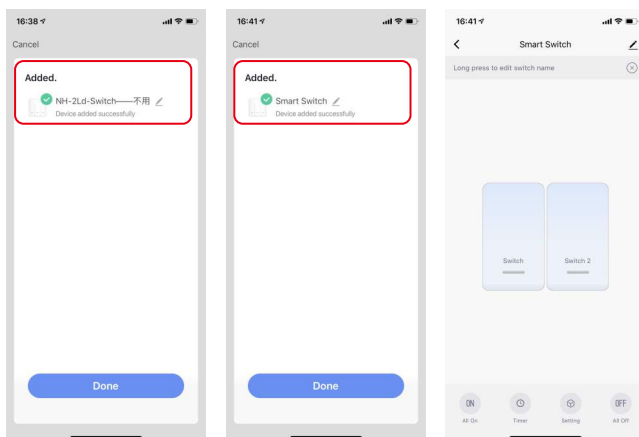 16:38
Cancel
Added.
NH-2Ld-Switch——不用
Device added successfully
Done
16:41
Cancel
Added.
Smart Switch
Device added successfully
Done
16:41
Smart Switch
Long press to edit switch name
Switch
Switch 2
ON
OFF
All On
Timer
Setting
All Off